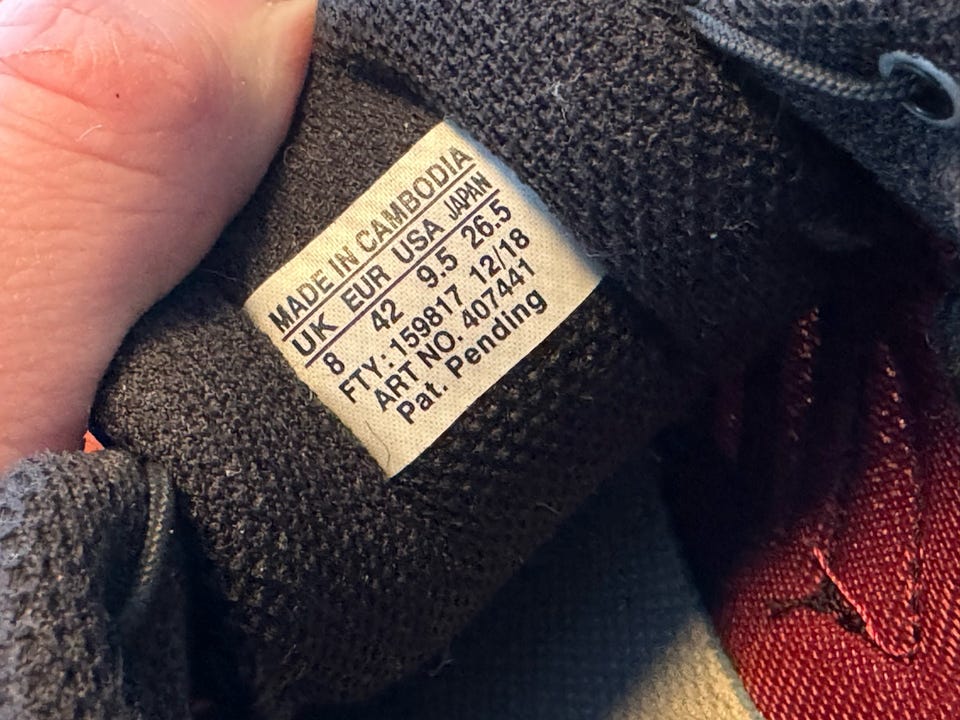 MADE IN CAMBODIA
UK EUR USA JAPAN
8 42 9.5 26.5
FTY:159817 12/18
ART NO. 407441
Pat. Pending